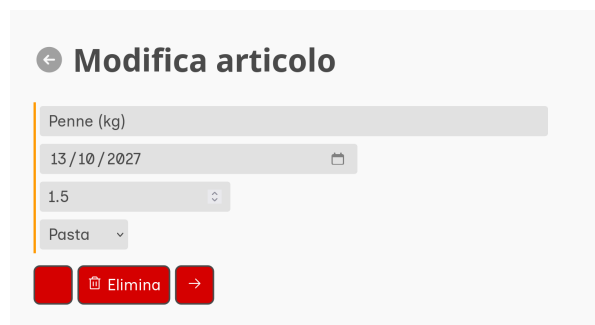 Modifica articolo
Penne (kg)
13/10/2027
1.5
Pasta
Elimina